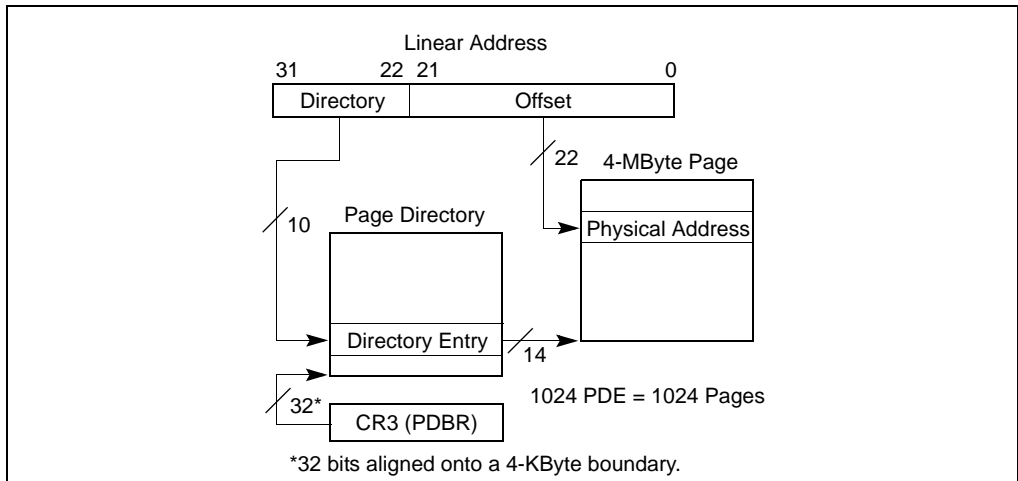 Linear Address
31 22 21 0
Directory Offset
22
4-MByte Page
10
Page Directory
Physical Address
Directory Entry
14
32*
1024 PDE = 1024 Pages
CR3 (PDBR)
*32 bits aligned onto a 4-KByte boundary.